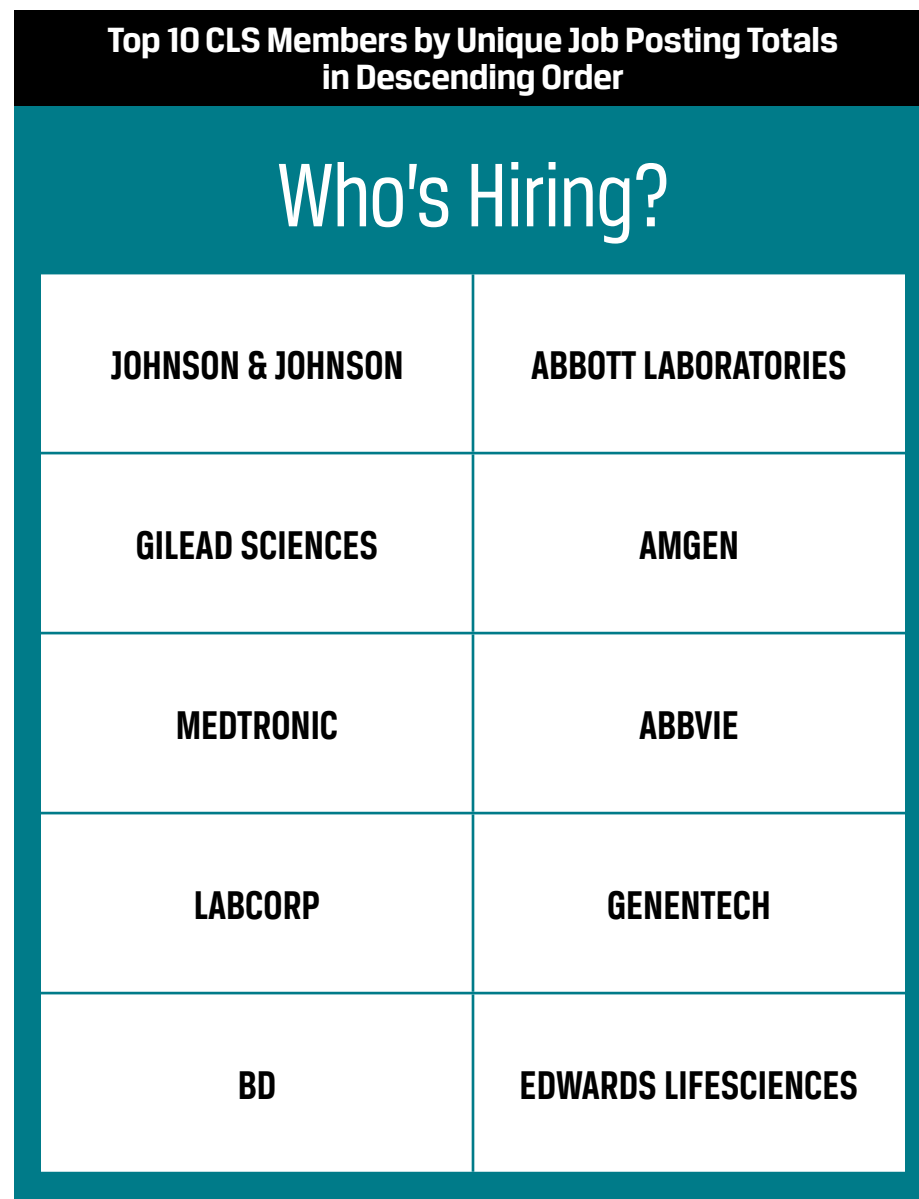 Top 10 CLS Members by Unique Job Posting Totals
in Descending Order
Who's Hiring?
JOHNSON & JOHNSON
ABBOTT LABORATORIES
GILEAD SCIENCES
AMGEN
MEDTRONIC
ABBVIE
LABCORP
GENENTECH
BD
EDWARDS LIFESCIENCES